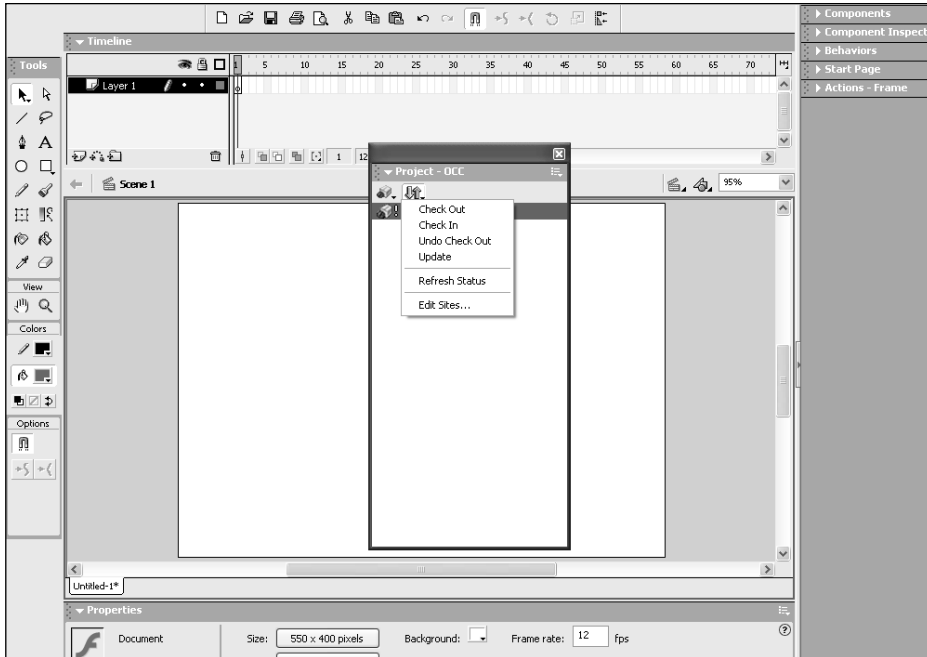 Components
Component Inspect
Behaviors
Start Page
Actions - Frame
Timeline
Tools
1 5 10 15 20 25 30 35 40 45 50 55 60 65 70
Layer 1
1 12
Scene 1
95%
Project - OCC
Check Out
Check In
Undo Check Out
Update
Refresh Status
Edit Sites...
View
Colors
Options
Untitled-1*
Properties
Document
Size: 550 x 400 pixels Background: Frame rate: 12 fps